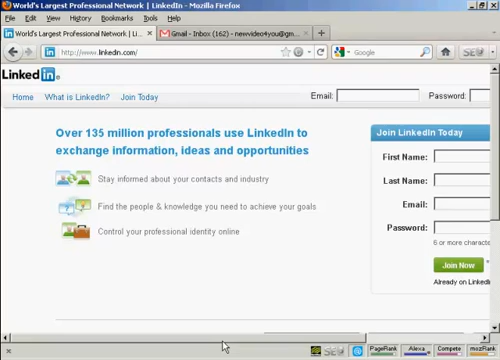 World's Largest Professional Network | LinkedIn - Mozilla Firefox
File Edit View History Bookmarks Tools Help
World's Largest Professional Network | Li... Gmail - Inbox (162) - newvideo4you@gm...
http://www.linkedin.com/ Google SEO
Linked in
Home What is LinkedIn? Join Today Email: Password:
Over 135 million professionals use LinkedIn to
exchange information, ideas and opportunities
Stay informed about your contacts and industry
Find the people & knowledge you need to achieve your goals
Control your professional identity online
Join LinkedIn Today
First Name:
Last Name:
Email:
Password:
6 or more characte
Join Now *
Already on LinkedIn
SEO PageRank Alexa Compete mozRank